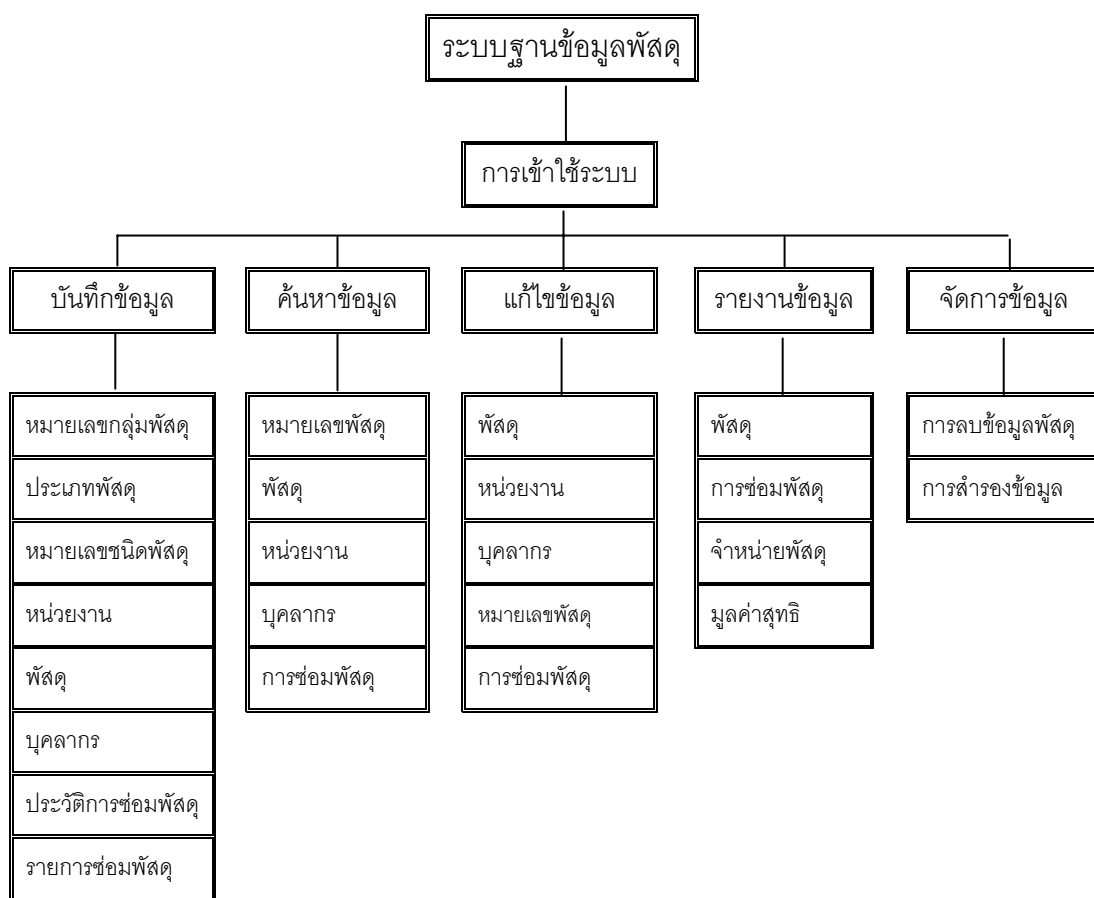 ระบบฐานข้อมูลพัสดุ
การเข้าใช้ระบบ
บันทึกข้อมูล
ค้นหาข้อมูล
แก้ไขข้อมูล
รายงานข้อมูล
จัดการข้อมูล
หมายเลขกลุ่มพัสดุ
ประเภทพัสดุ
หมายเลขชนิดพัสดุ
หน่วยงาน
พัสดุ
บุคลากร
ประวัติการซ่อมพัสดุ
รายการซ่อมพัสดุ
หมายเลขพัสดุ
พัสดุ
หน่วยงาน
บุคลากร
การซ่อมพัสดุ
พัสดุ
หน่วยงาน
บุคลากร
หมายเลขพัสดุ
การซ่อมพัสดุ
พัสดุ
การซ่อมพัสดุ
จำหน่ายพัสดุ
มูลค่าสุทธิ
การลบข้อมูลพัสดุ
การสำรองข้อมูล